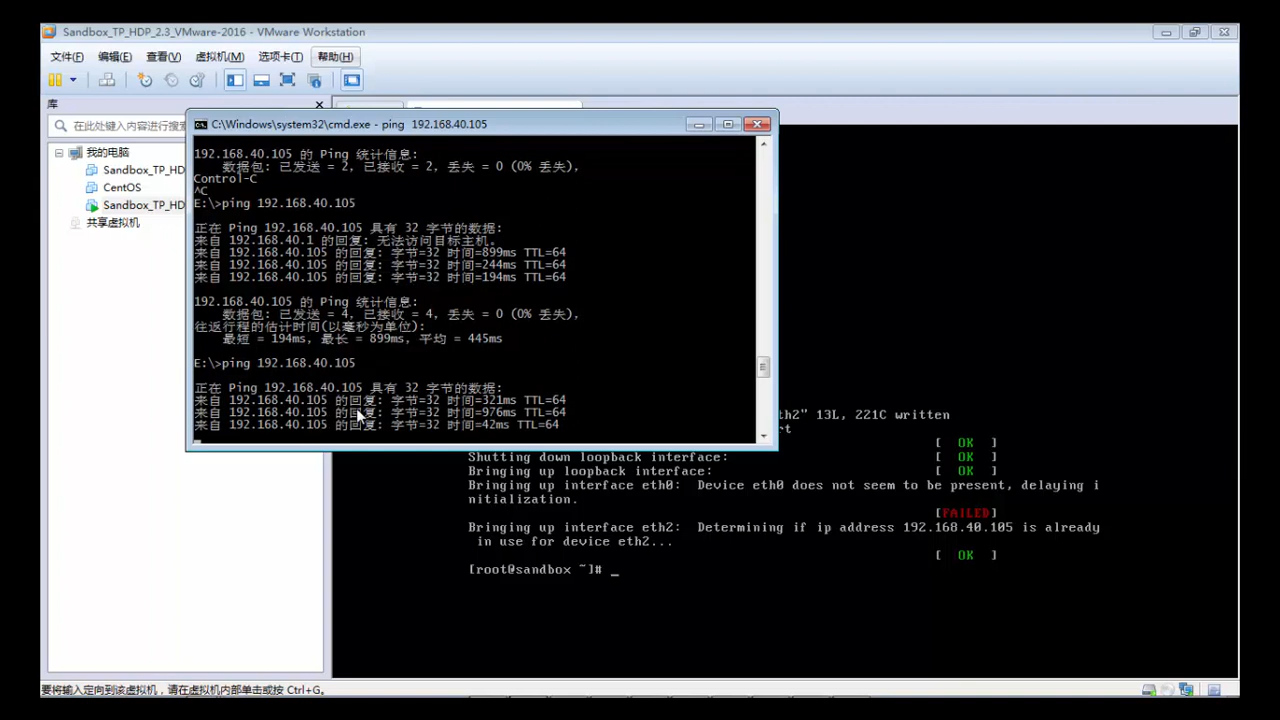 Sandbox_TP_HDP_2.3_VMware-2016 - VMware Workstation
文件(F) 编辑(E) 查看(V) 虚拟机(M) 选项卡(T) 帮助(H)
库
在此处键入内容进行搜索
我的电脑
Sandbox_TP_HD
CentOS
Sandbox_TP_HD
共享虚拟机
C:\Windows\system32\cmd.exe - ping 192.168.40.105
192.168.40.105 的 Ping 统计信息:
数据包: 已发送 = 2, 已接收 = 2, 丢失 = 0 (0% 丢失),
Control-C
^C
E:\>ping 192.168.40.105
正在 Ping 192.168.40.105 具有 32 字节的数据:
来自 192.168.40.1 的回复: 无法访问目标主机。
来自 192.168.40.105 的回复: 字节=32 时间=899ms TTL=64
来自 192.168.40.105 的回复: 字节=32 时间=244ms TTL=64
来自 192.168.40.105 的回复: 字节=32 时间=194ms TTL=64
192.168.40.105 的 Ping 统计信息:
数据包: 已发送 = 4, 已接收 = 4, 丢失 = 0 (0% 丢失),
往返行程的估计时间(以毫秒为单位):
最短 = 194ms, 最长 = 899ms, 平均 = 445ms
E:\>ping 192.168.40.105
正在 Ping 192.168.40.105 具有 32 字节的数据:
来自 192.168.40.105 的回复: 字节=32 时间=321ms TTL=64
来自 192.168.40.105 的回复: 字节=32 时间=976ms TTL=64
来自 192.168.40.105 的回复: 字节=32 时间=42ms TTL=64
th2" 13L, 221C written
rt
[ OK ]
Shutting down loopback interface: [ OK ]
Bringing up loopback interface: [ OK ]
Bringing up interface eth0: Device eth0 does not seem to be present, delaying i
nitialization.
[FAILED]
Bringing up interface eth2: Determining if ip address 192.168.40.105 is already
in use for device eth2...
[ OK ]
[root@sandbox ~]# _
要将输入定向到该虚拟机，请在虚拟机内部单击或按 Ctrl+G。